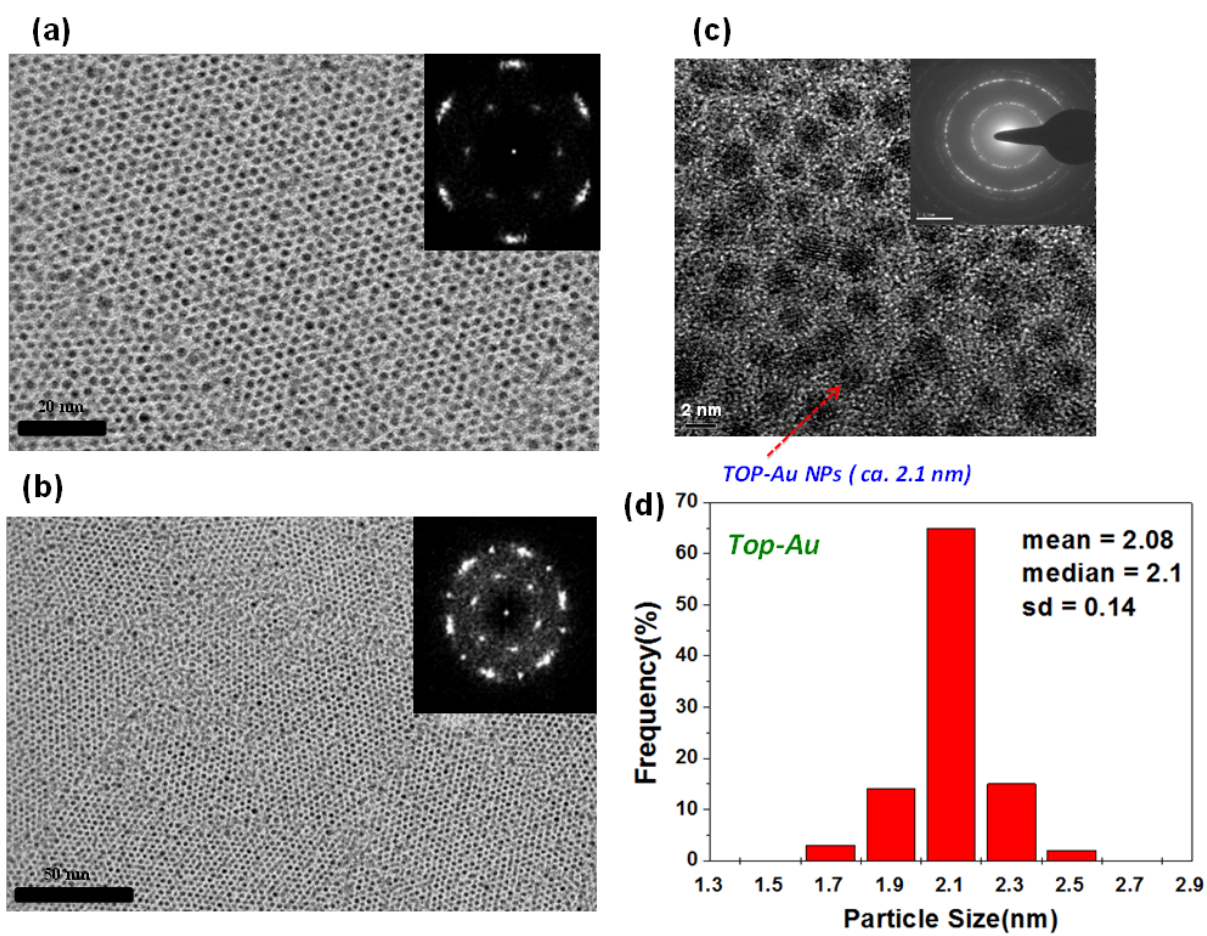 (a)
20 nm
(b)
50 nm
(c)
2 nm
TOP-Au NPs ( ca. 2.1 nm)
(d)
Top-Au
mean = 2.08
median = 2.1
sd = 0.14
Frequency(%)
70
60
50
40
30
20
10
0
1.3 1.5 1.7 1.9 2.1 2.3 2.5 2.7 2.9
Particle Size(nm)